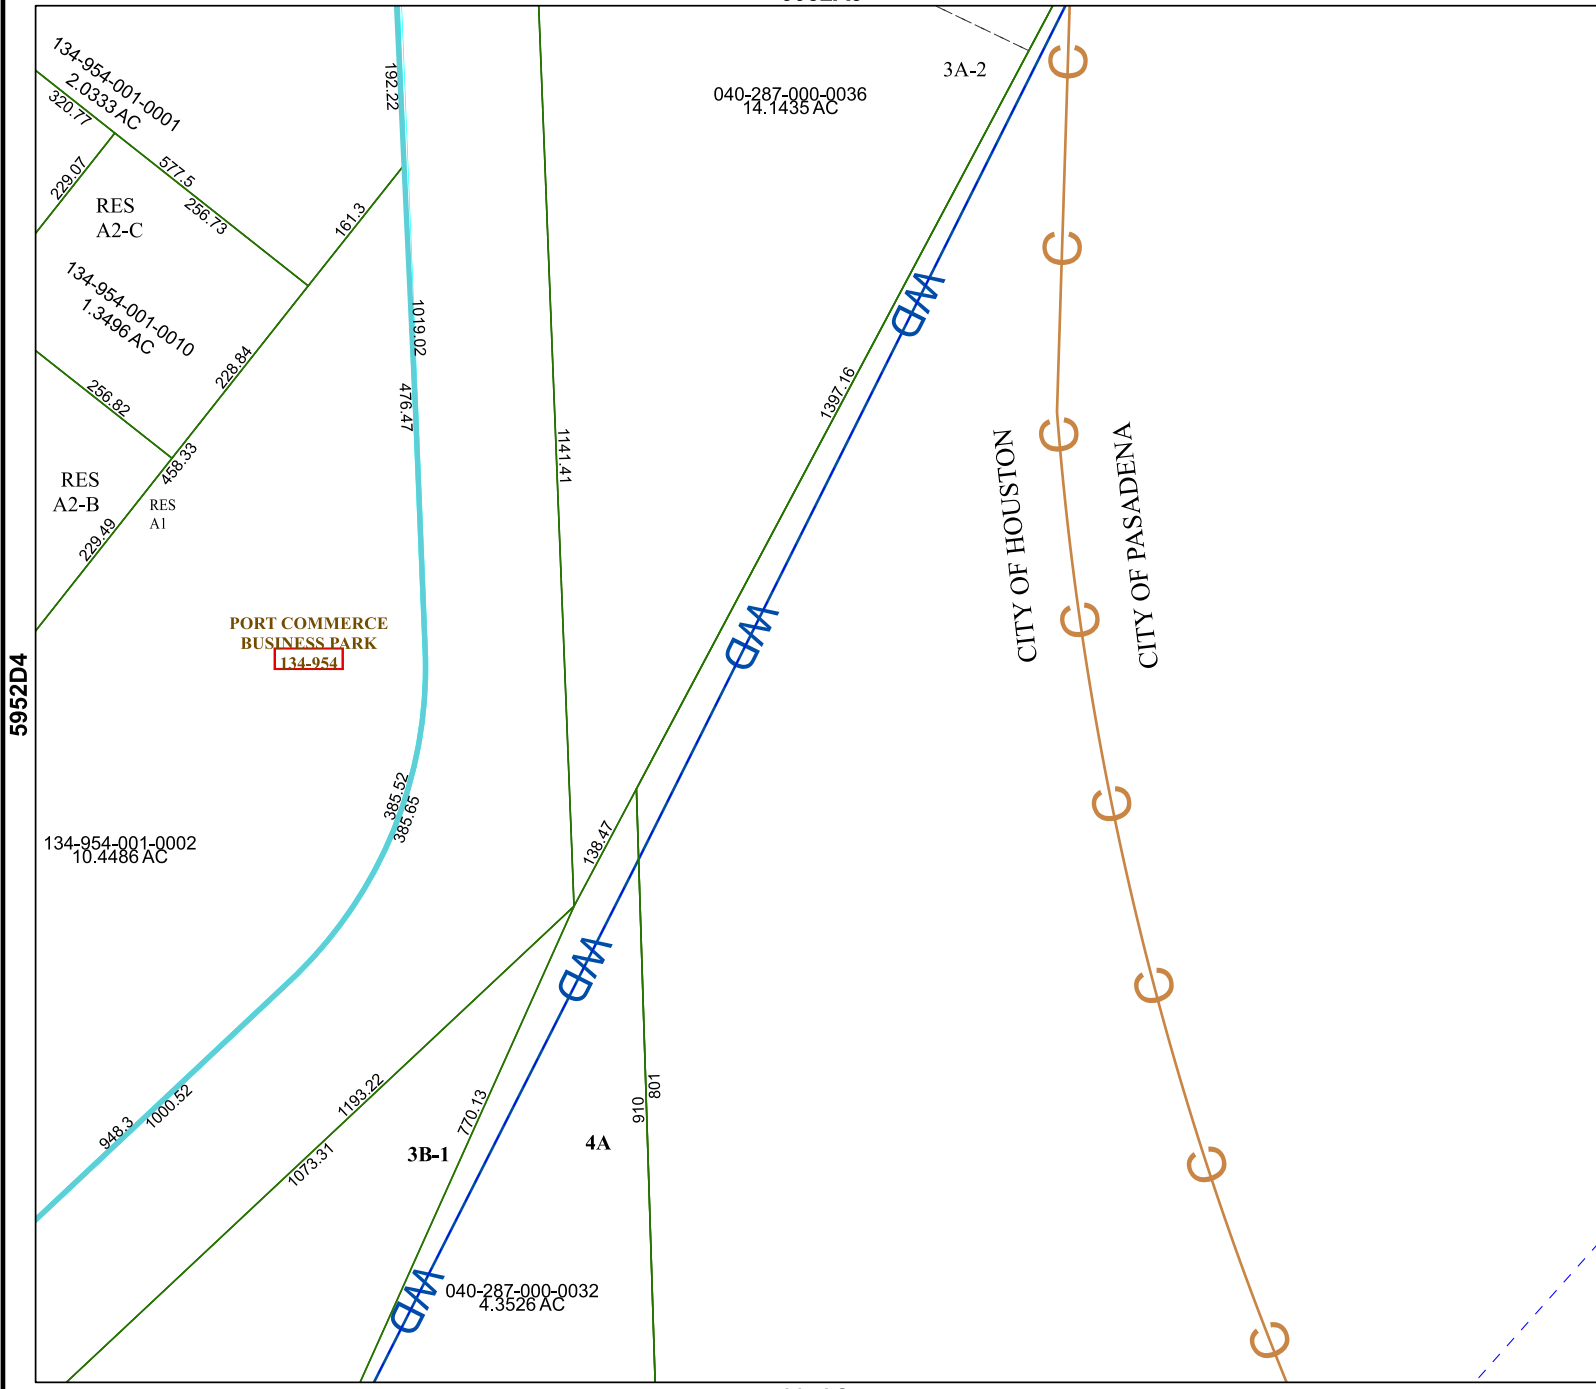 134-954-001-0001
2.0333 AC
320.77
577.5
229.07
256.73
RES
A2-C
161.3
134-954-001-0010
1.3496 AC
228.84
256.82
458.33
RES
A2-B
RES
A1
229.49
192.22
1019.02
476.47
040-287-000-0036
14.1435 AC
3A-2
C
C
C
C
C
C
C
C
WD
WD
WD
WD
1397.16
1141.41
CITY OF HOUSTON
CITY OF PASADENA
PORT COMMERCE
BUSINESS PARK
134-954
5952D4
385.52
385.65
138.47
134-954-001-0002
10.4486 AC
948.3
1000.52
1193.22
1073.31
770.13
910
801
3B-1
4A
040-287-000-0032
4.3526 AC